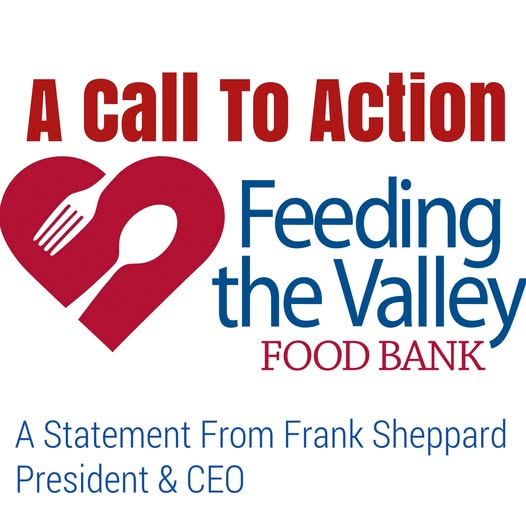 A Call To Action
Feeding
the Valley
FOOD BANK
A Statement From Frank Sheppard
President & CEO